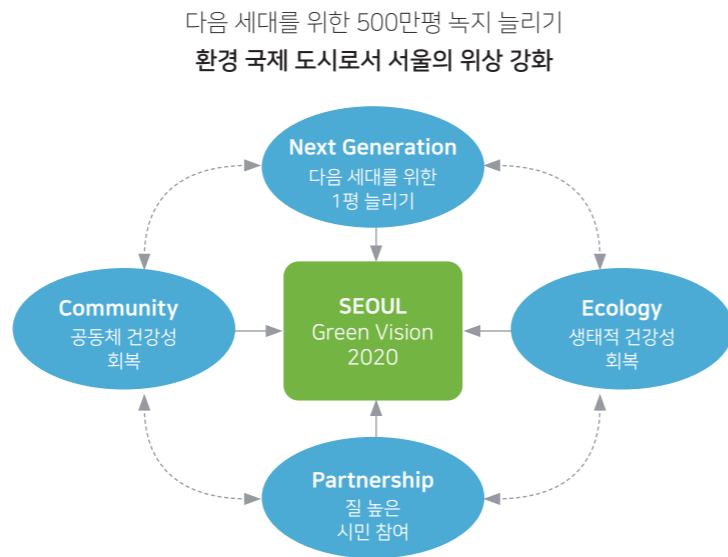 다음 세대를 위한 500만평 녹지 늘리기
환경 국제 도시로서 서울의 위상 강화
Next Generation
다음 세대를 위한
1평 늘리기
Community
공동체 건강성
회복
SEOUL
Green Vision
2020
Ecology
생태적 건강성
회복
Partnership
질 높은
시민 참여